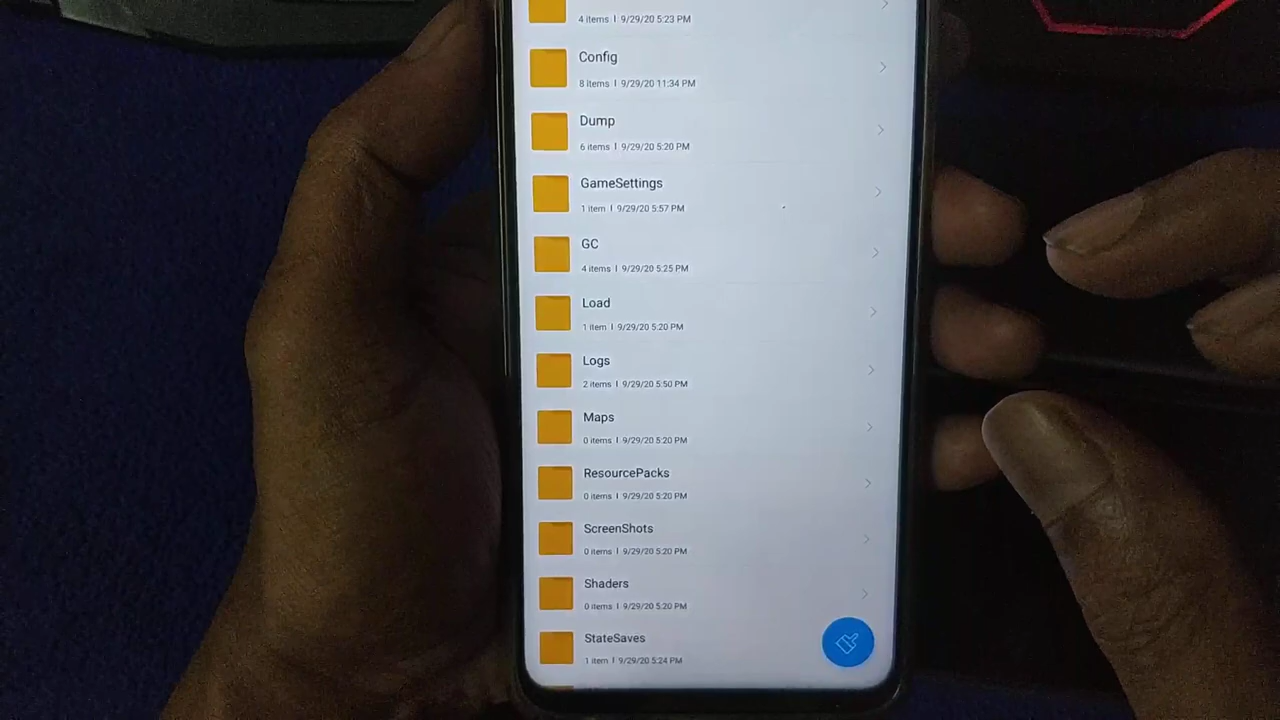 4 items | 9/29/20 5:23 PM
Config
8 items | 9/29/20 11:34 PM
Dump
6 items | 9/29/20 5:20 PM
GameSettings
1 item | 9/29/20 5:57 PM
GC
4 items | 9/29/20 5:25 PM
Load
1 item | 9/29/20 5:20 PM
Logs
2 items | 9/29/20 5:50 PM
Maps
0 items | 9/29/20 5:20 PM
ResourcePacks
0 items | 9/29/20 5:20 PM
ScreenShots
0 items | 9/29/20 5:20 PM
Shaders
0 items | 9/29/20 5:20 PM
StateSaves
1 item | 9/29/20 5:24 PM